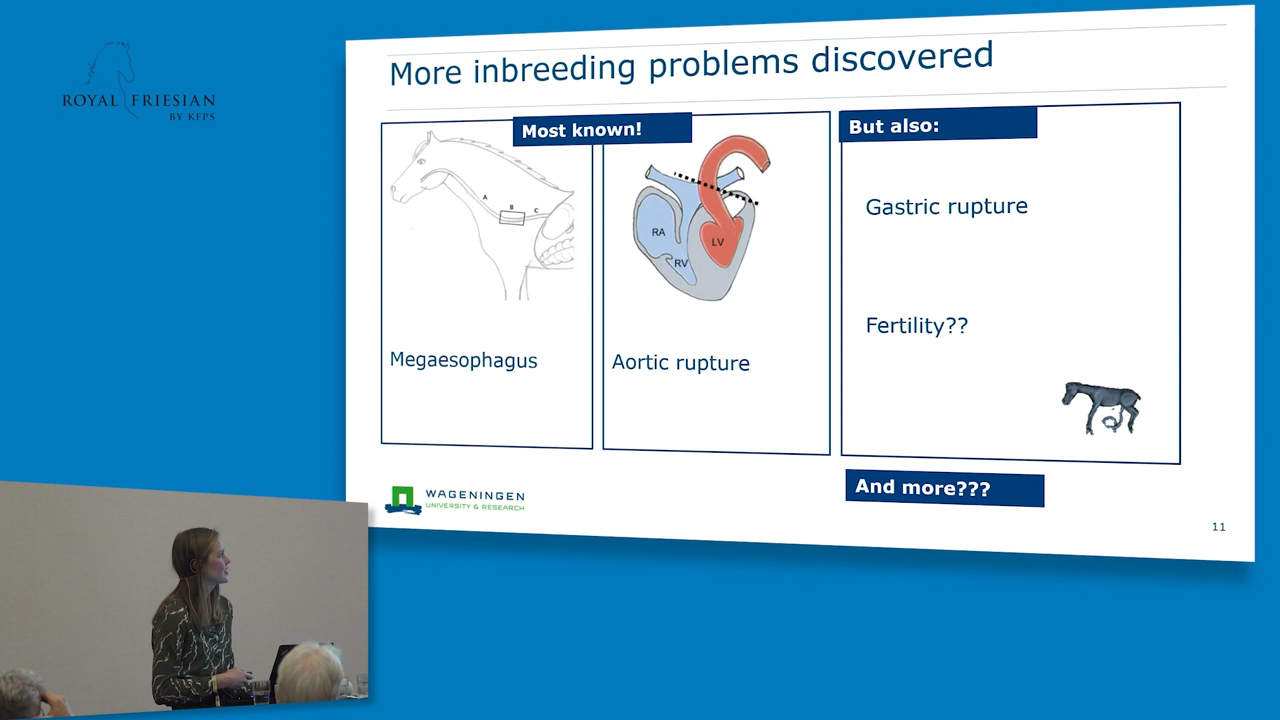 ROYAL FRIESIAN
BY KFPS
More inbreeding problems discovered
Most known!
But also:
A
B
C
RA
LV
RV
Gastric rupture
Fertility??
Megaesophagus
Aortic rupture
And more???
WAGENINGEN
UNIVERSITY & RESEARCH
11